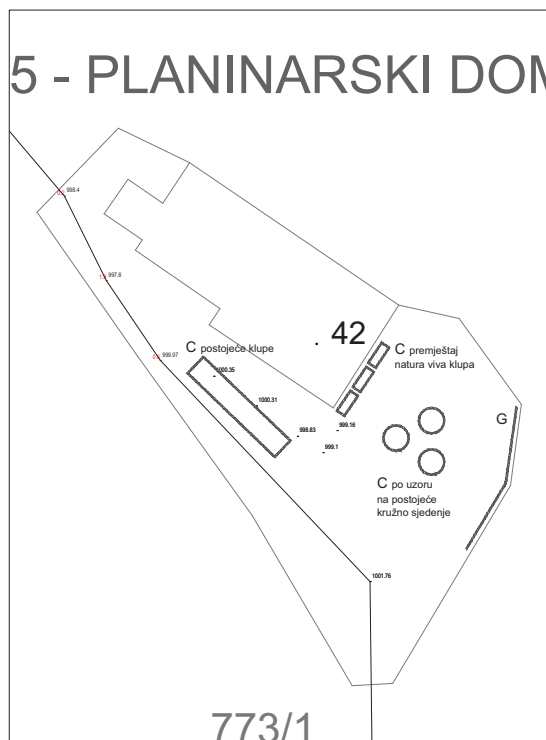 5 - PLANINARSKI DOM
998.4
997.8
999.97
C postojeće klupe
42
C premještaj
natura viva klupa
1000.35
1000.31
998.83
999.16
999.1
G
C po uzoru
na postojeće
kružno sjedenje
1001.76
773/1